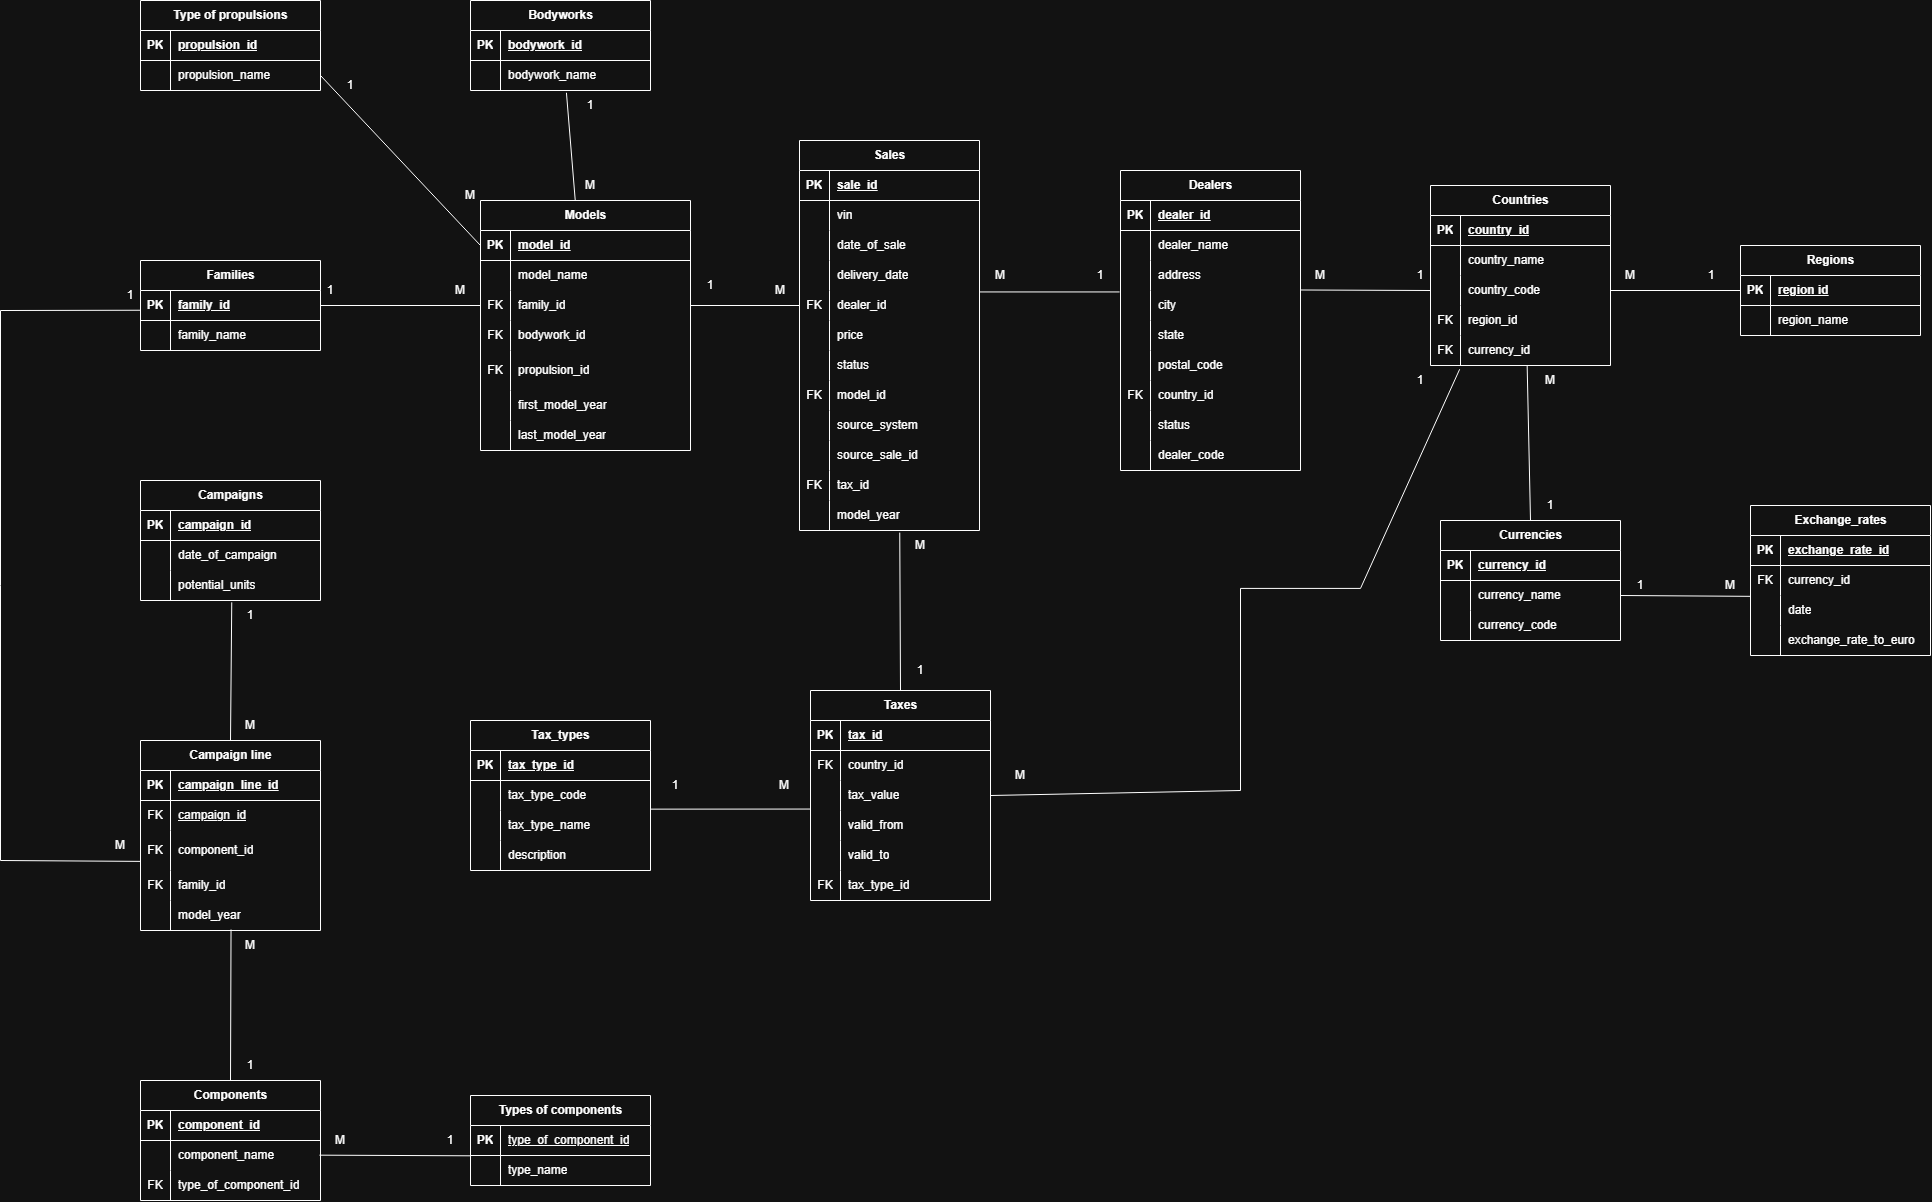 Type of propulsions
PK propulsion_id
propulsion_name
1
M
Bodyworks
PK bodywork_id
bodywork_name
1
M
Models
PK model_id
model_name
FK family_id
FK bodywork_id
FK propulsion_id
first_model_year
last_model_year
Families
PK family_id
family_name
1
1
M
1
M
Sales
PK sale_id
vin
date_of_sale
delivery_date
FK dealer_id
price
status
FK model_id
source_system
source_sale_id
FK tax_id
model_year
M
1
Dealers
PK dealer_id
dealer_name
address
city
state
postal_code
FK country_id
status
dealer_code
M
1
Countries
PK country_id
country_name
country_code
FK region_id
FK currency_id
M
1
Regions
PK region id
region_name
1
M
1
Currencies
PK currency_id
currency_name
currency_code
1
M
Exchange_rates
PK exchange_rate_id
FK currency_id
date
exchange_rate_to_euro
Campaigns
PK campaign_id
date_of_campaign
potential_units
1
M
Campaign line
PK campaign_line_id
FK campaign_id
FK component_id
FK family_id
model_year
M
M
1
Tax_types
PK tax_type_id
tax_type_code
tax_type_name
description
1
M
M
1
Taxes
PK tax_id
FK country_id
tax_value
valid_from
valid_to
FK tax_type_id
M
Components
PK component_id
component_name
FK type_of_component_id
M
1
Types of components
PK type_of_component_id
type_name